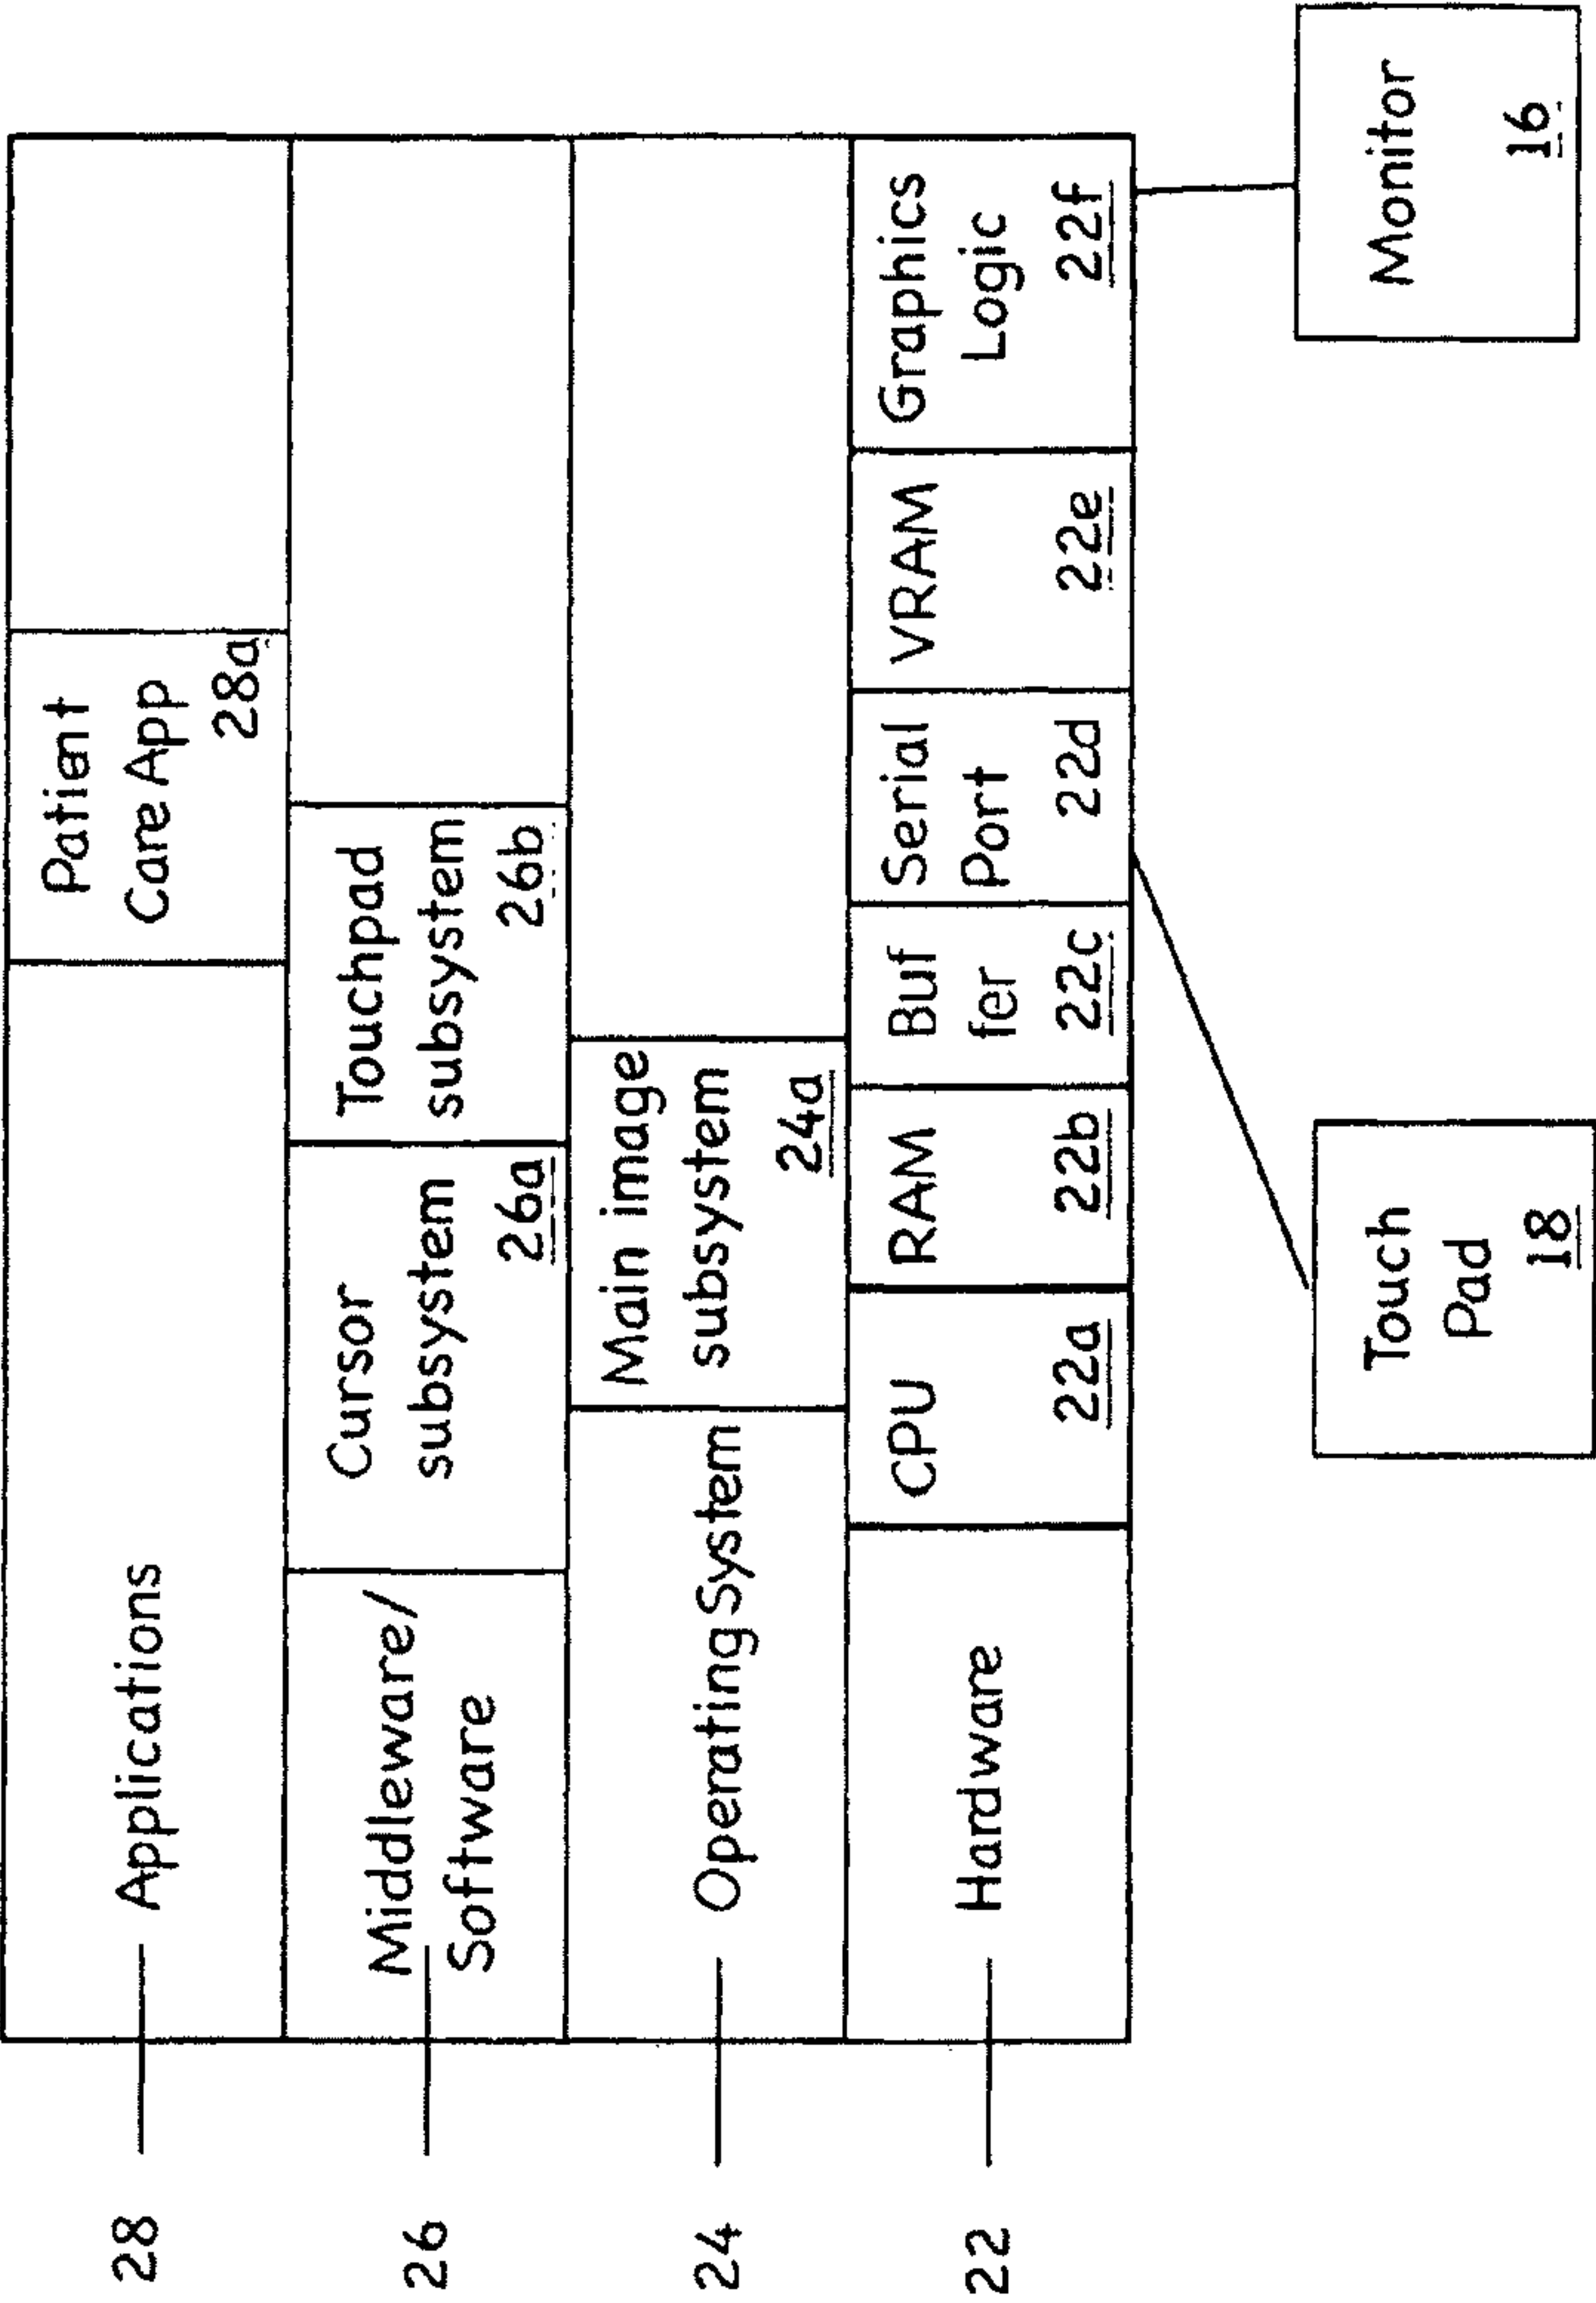 28
Applications
Patient
Care App
28a
26
Middleware/
Software
Cursor
subsystem
26a
Touchpad
subsystem
26b
24
Operating System
Main image
subsystem
24a
22
Hardware
CPU
22a
RAM
22b
Buf
fer
22c
Serial
Port
22d
VRAM
22e
Graphics
Logic
22f
Touch
Pad
18
Monitor
16